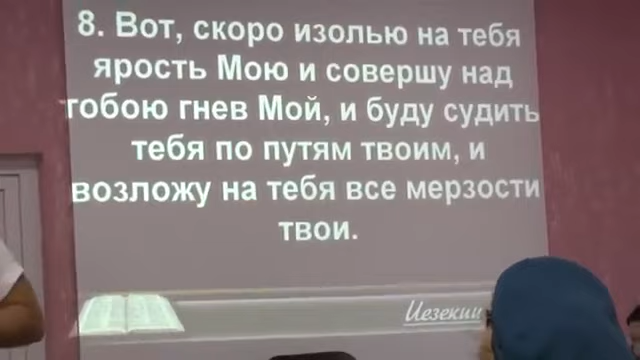 8. Вот, скоро изолью на тебя
ярость Мою и совершу над
тобою гнев Мой, и буду судить
тебя по путям твоим, и
возложу на тебя все мерзости
твои.
Иезекии